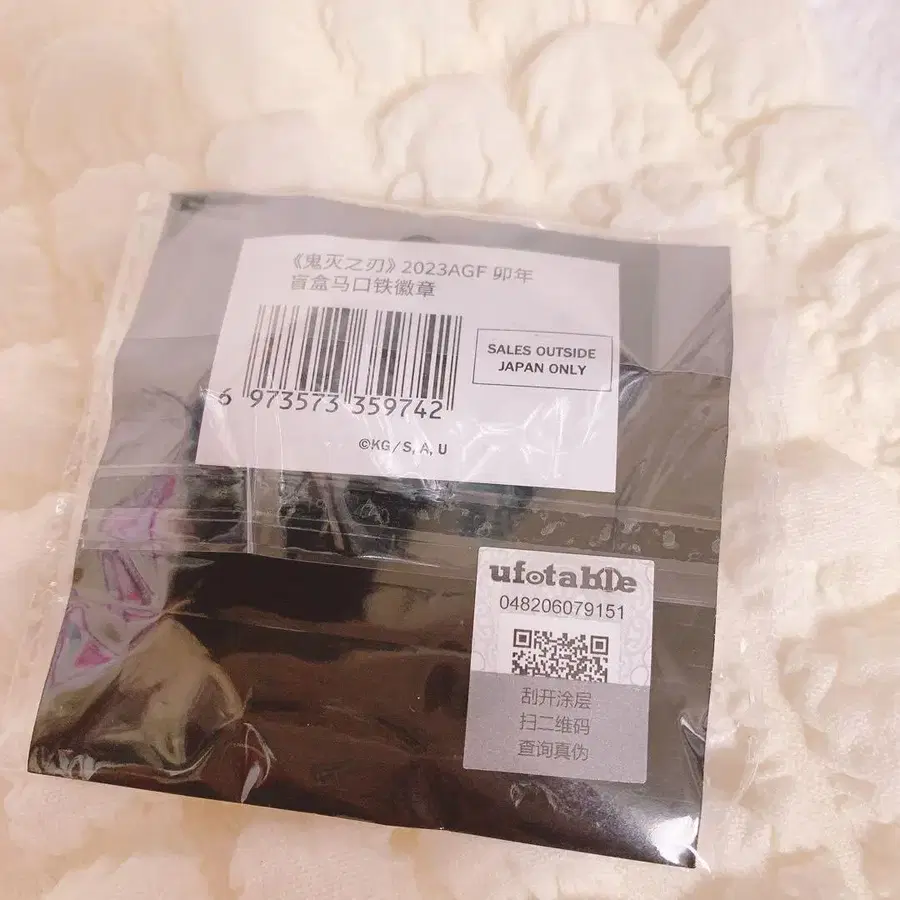 《鬼灭之刃》2023AGF 卯年
盲盒马口铁徽章
SALES OUTSIDE
JAPAN ONLY
6 973573 359742
©KG/S, A, U
ufotable
048206079151
刮开涂层
扫二维码
查询真伪